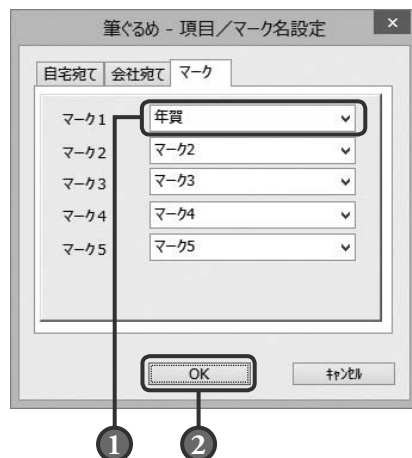 筆ぐるめ - 項目／マーク名設定 ×
自宅宛て 会社宛て マーク
マーク1 年賀
マーク2 マーク2
マーク3 マーク3
マーク4 マーク4
マーク5 マーク5
OK ｷｬﾝｾﾙ
1 2